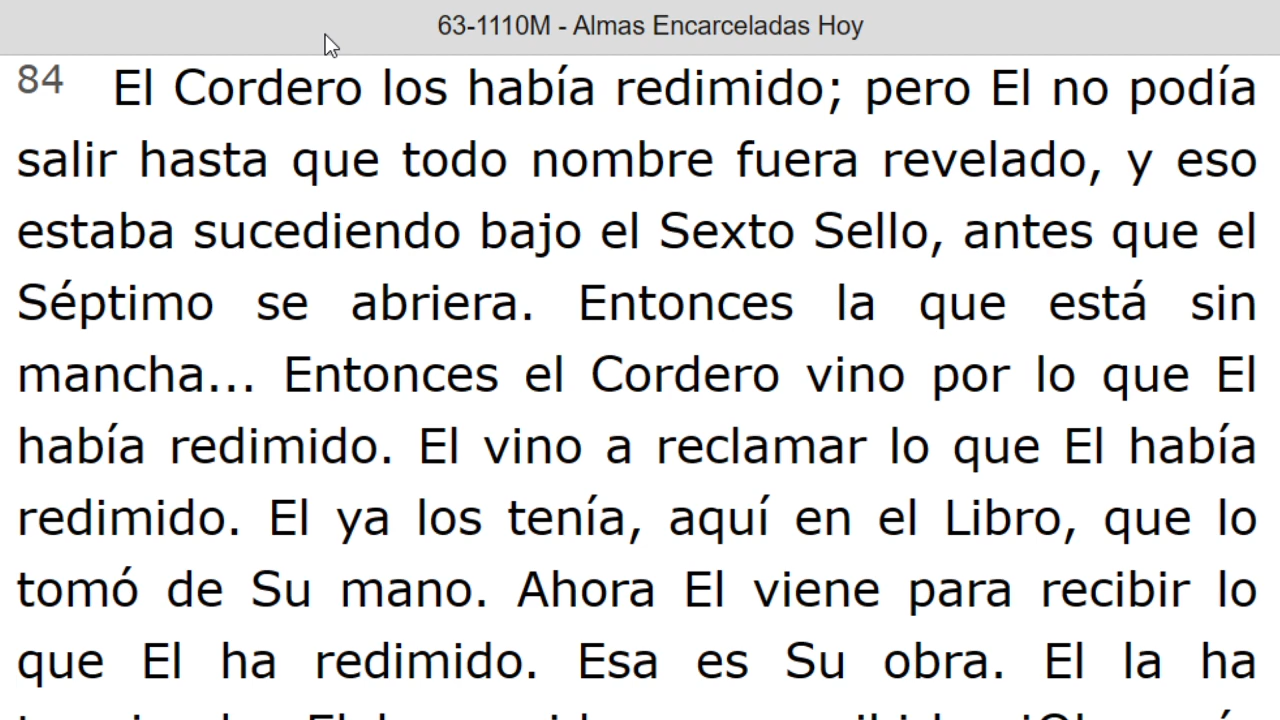 63-1110M - Almas Encarceladas Hoy
84 El Cordero los había redimido; pero El no podía
salir hasta que todo nombre fuera revelado, y eso
estaba sucediendo bajo el Sexto Sello, antes que el
Séptimo se abriera. Entonces la que está sin
mancha... Entonces el Cordero vino por lo que El
había redimido. El vino a reclamar lo que El había
redimido. El ya los tenía, aquí en el Libro, que lo
tomó de Su mano. Ahora El viene para recibir lo
que El ha redimido. Esa es Su obra. El la ha